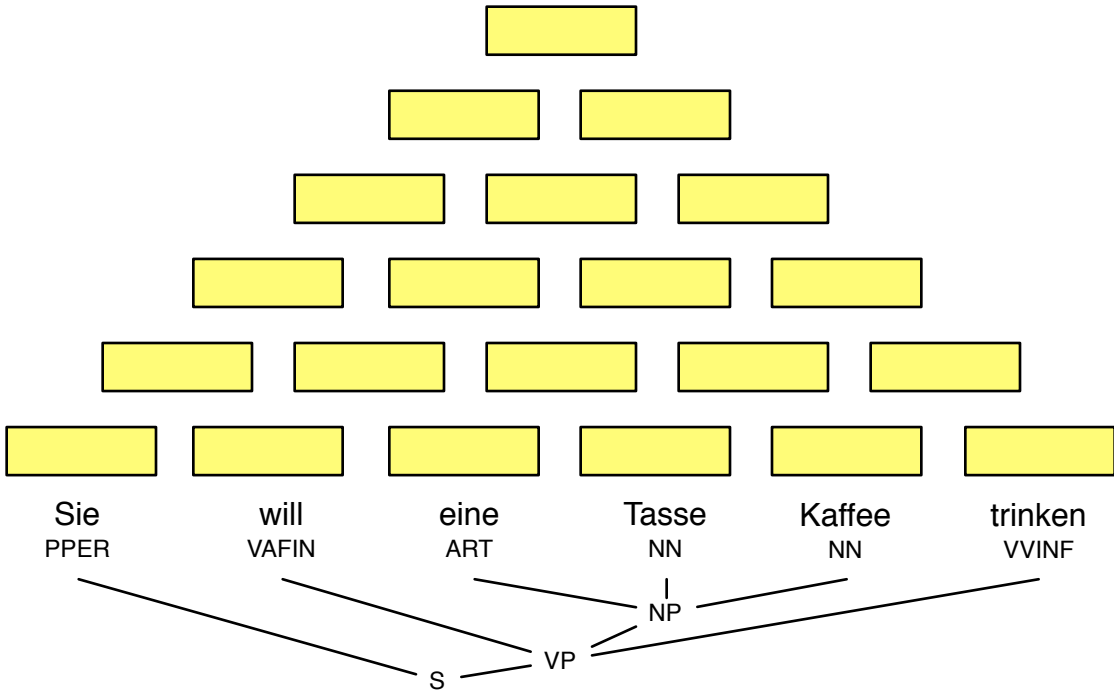 Sie will eine Tasse Kaffee trinken
PPER VAFIN ART NN NN VVINF
NP
VP
S